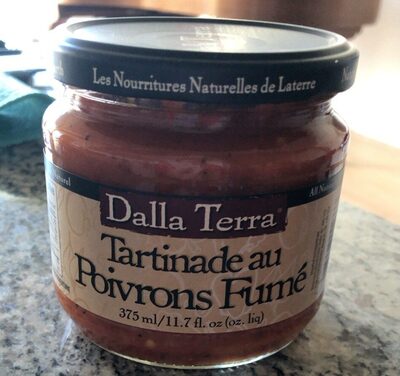 Les Nourritures Naturelles de Laterre
All Nat
Dalla Terra
Tartinade au
Poivrons Fumé
375 ml/11.7 fl. oz (oz. liq)